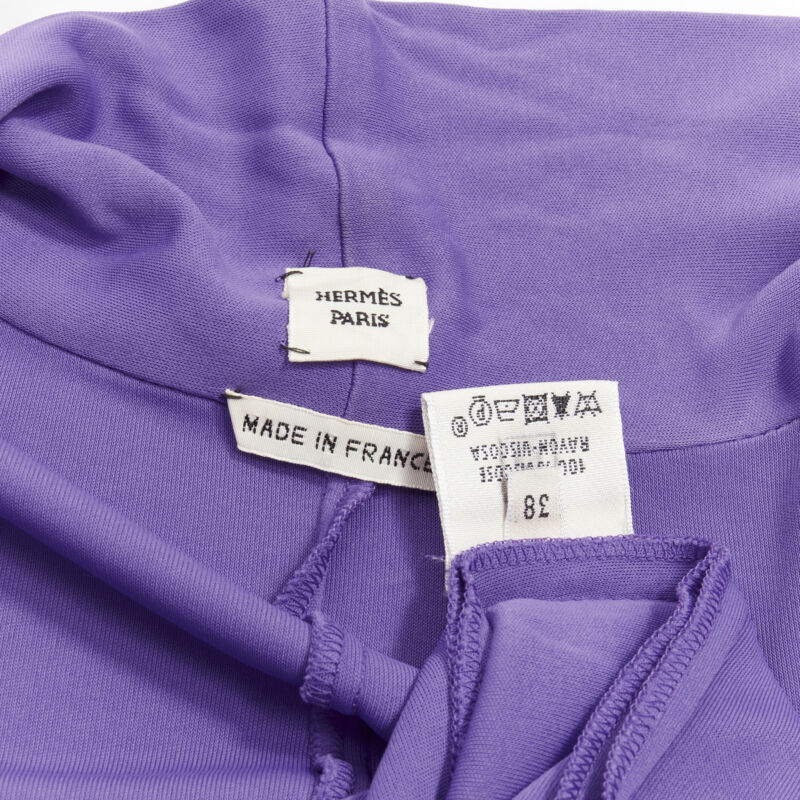 HERMÈS
PARIS
MADE IN FRANCE
P
RAYON-VISCOSA
38